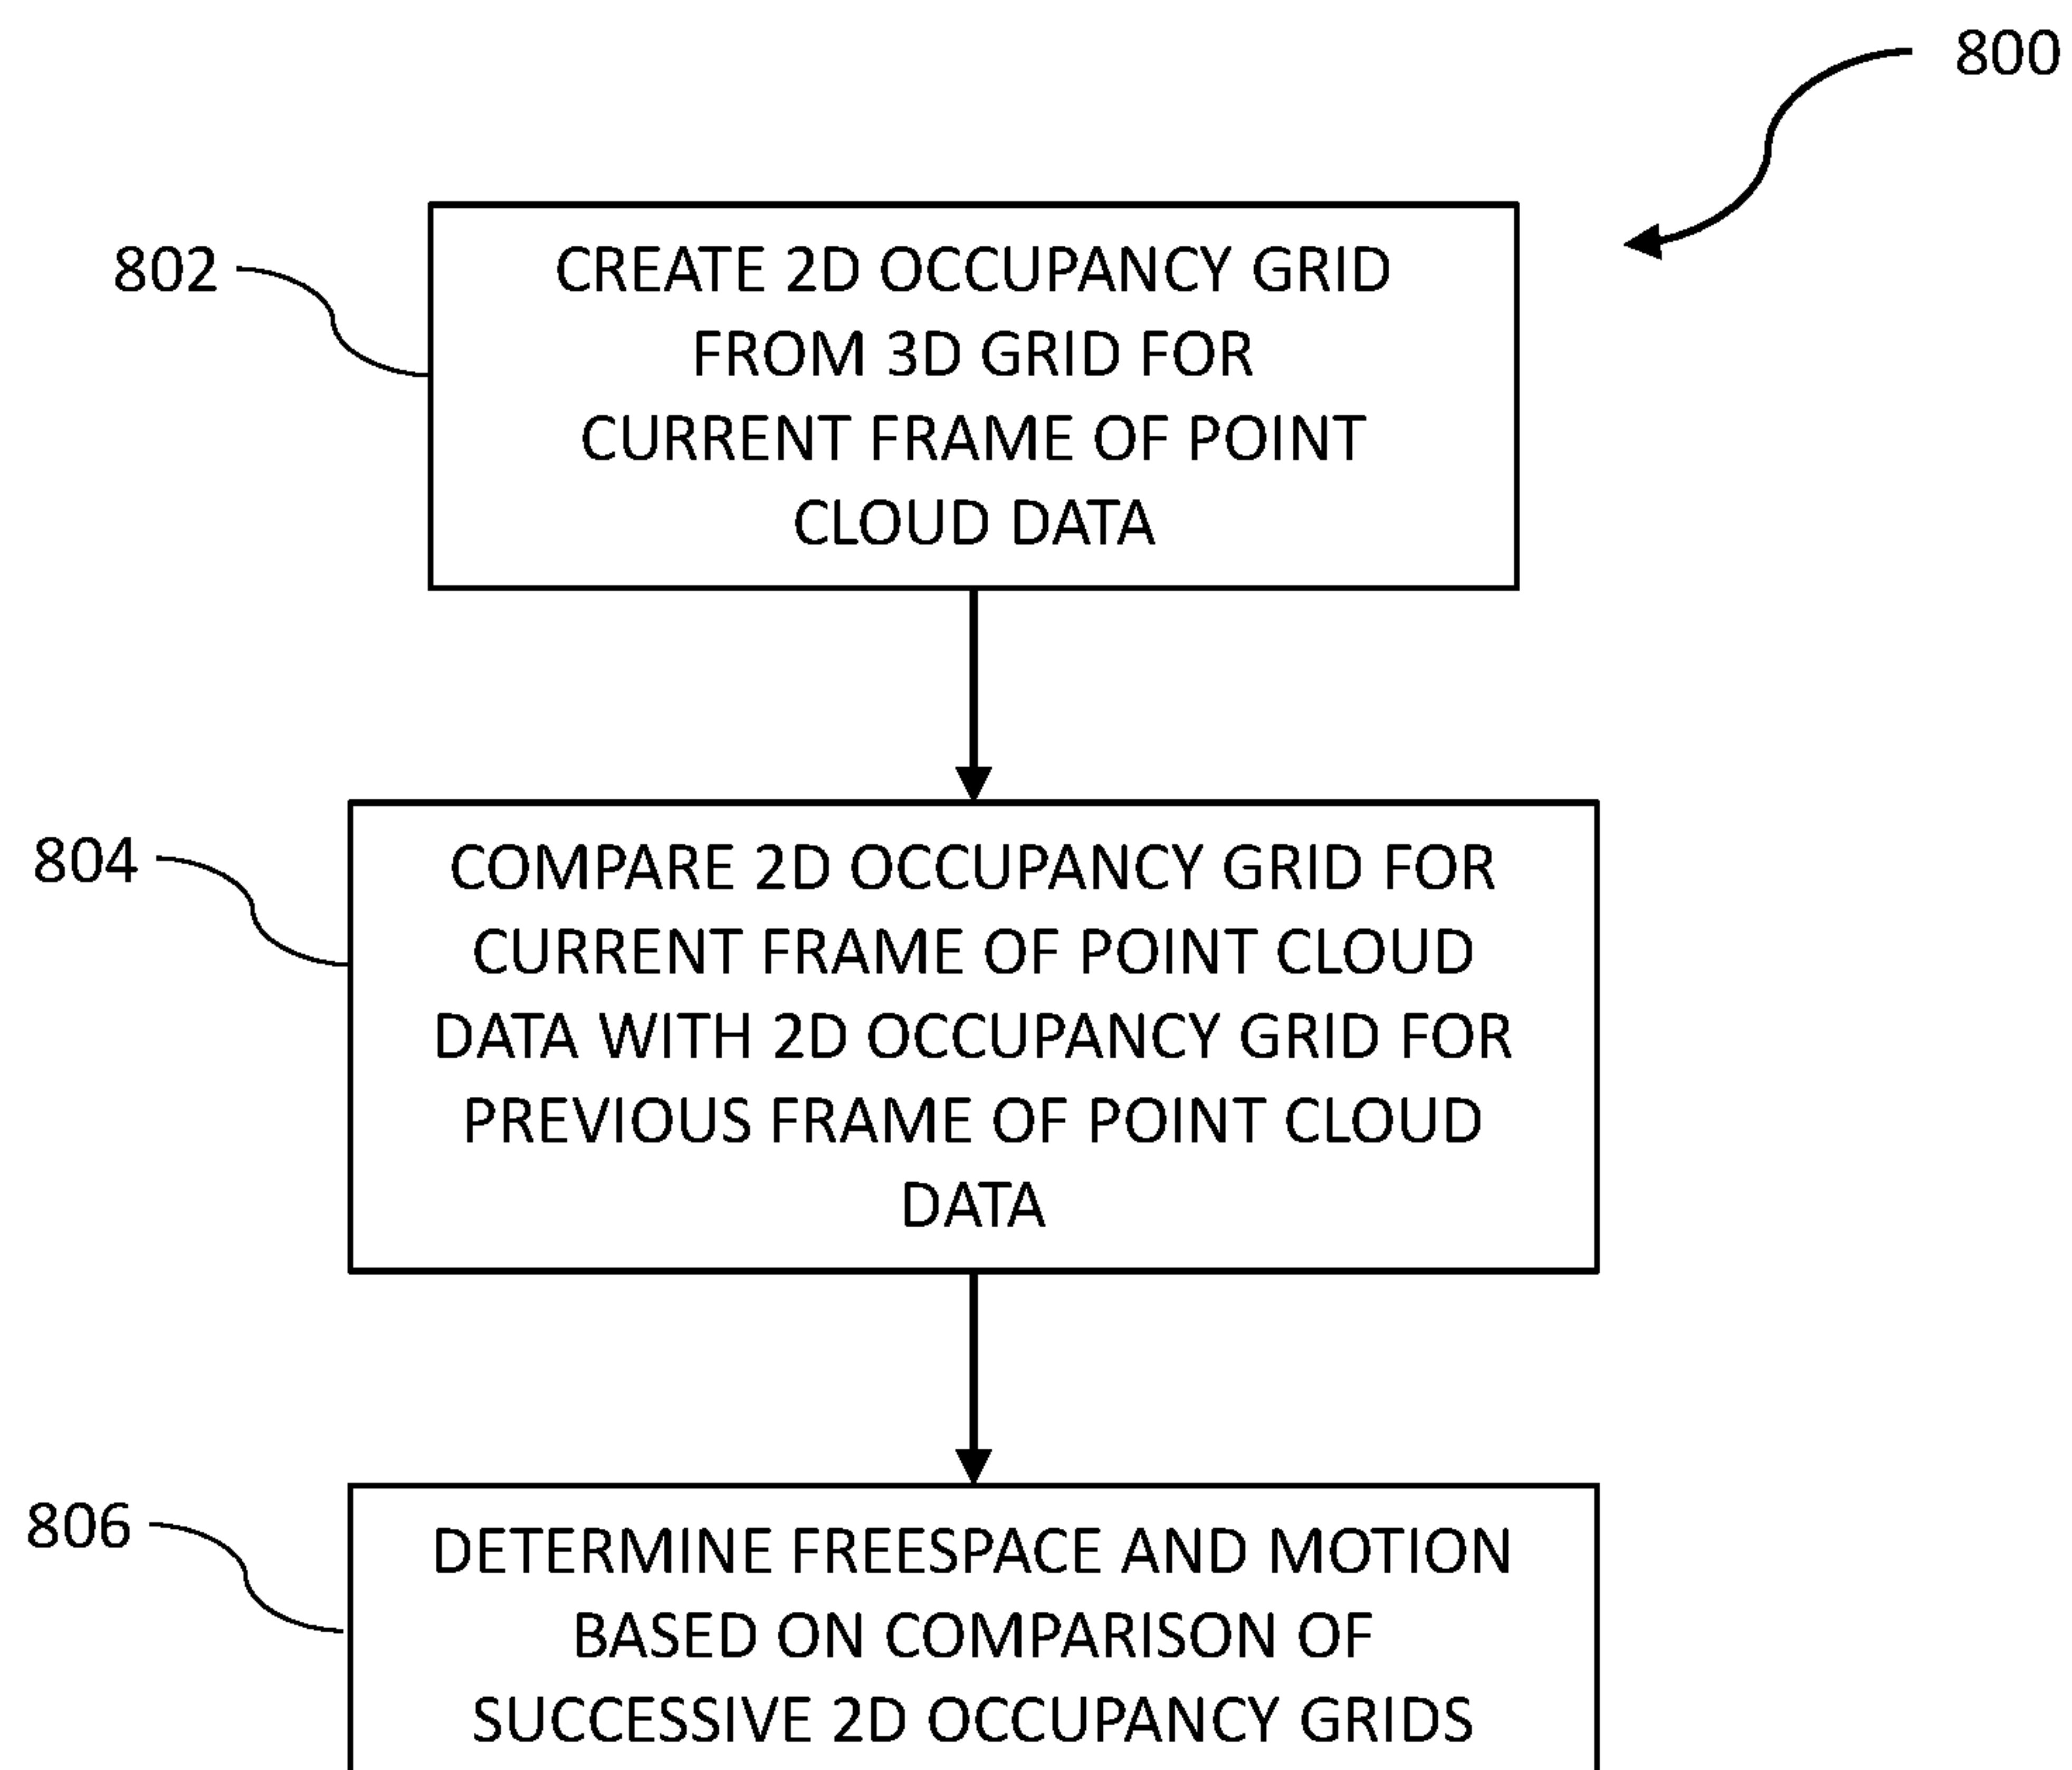 800
802
CREATE 2D OCCUPANCY GRID
FROM 3D GRID FOR
CURRENT FRAME OF POINT
CLOUD DATA
804
COMPARE 2D OCCUPANCY GRID FOR
CURRENT FRAME OF POINT CLOUD
DATA WITH 2D OCCUPANCY GRID FOR
PREVIOUS FRAME OF POINT CLOUD
DATA
806
DETERMINE FREESPACE AND MOTION
BASED ON COMPARISON OF
SUCCESSIVE 2D OCCUPANCY GRIDS